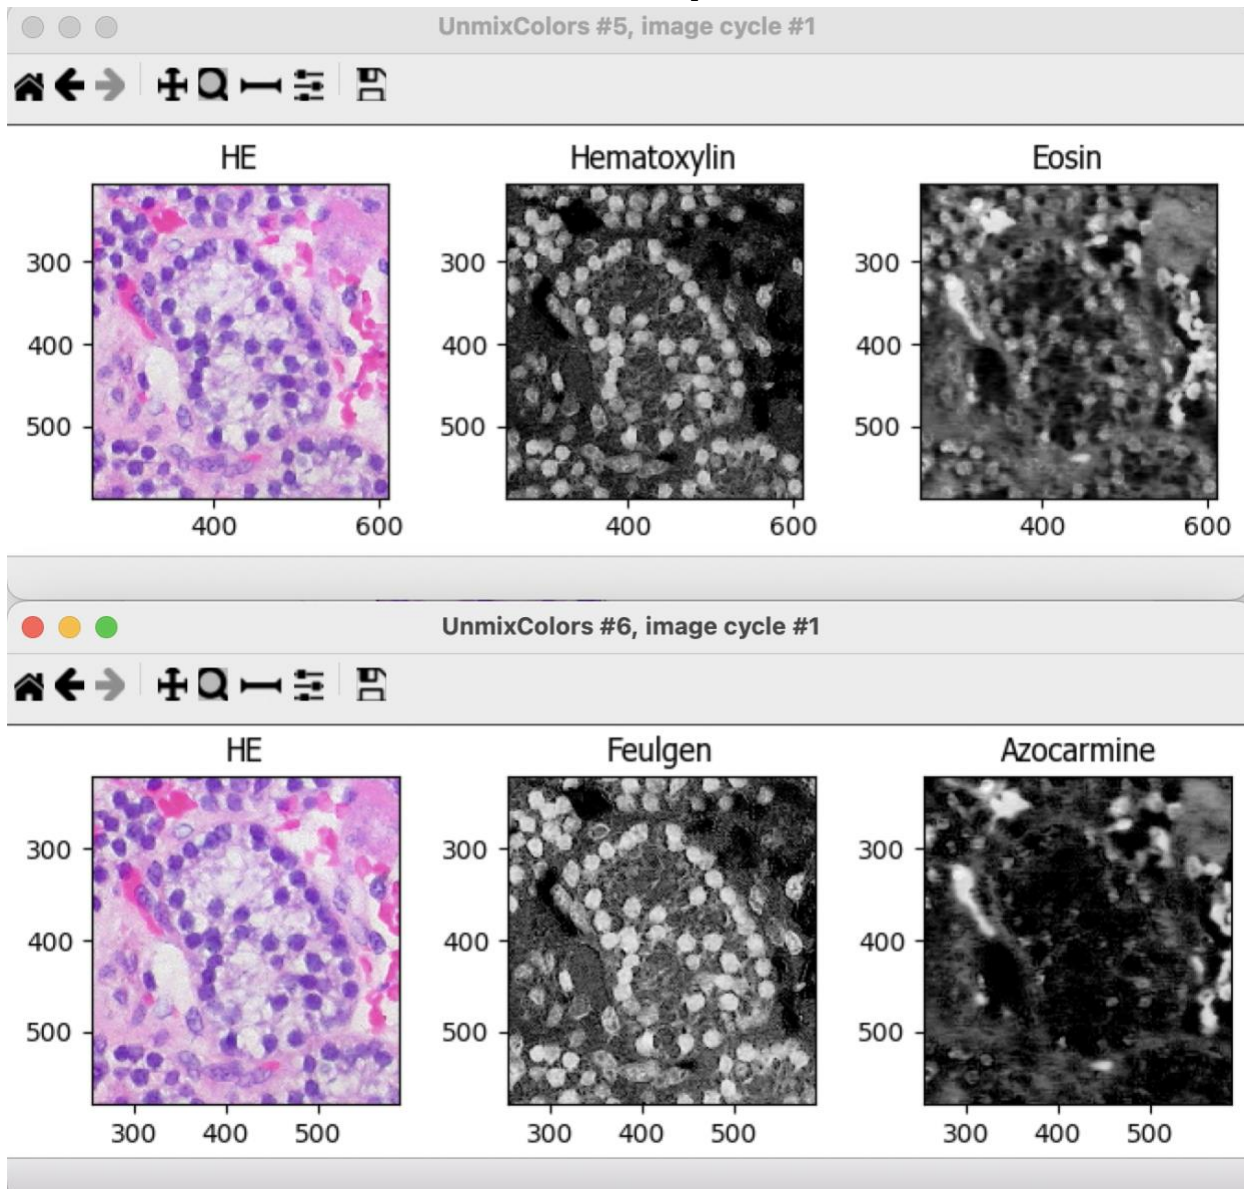 UnmixColors #5, image cycle #1
HE Hematoxylin Eosin
300 300 300
400 400 400
500 500 500
400 600 400 600 400 600
UnmixColors #6, image cycle #1
HE Feulgen Azocarmine
300 300 300
400 400 400
500 500 500
300 400 500 300 400 500 300 400 500